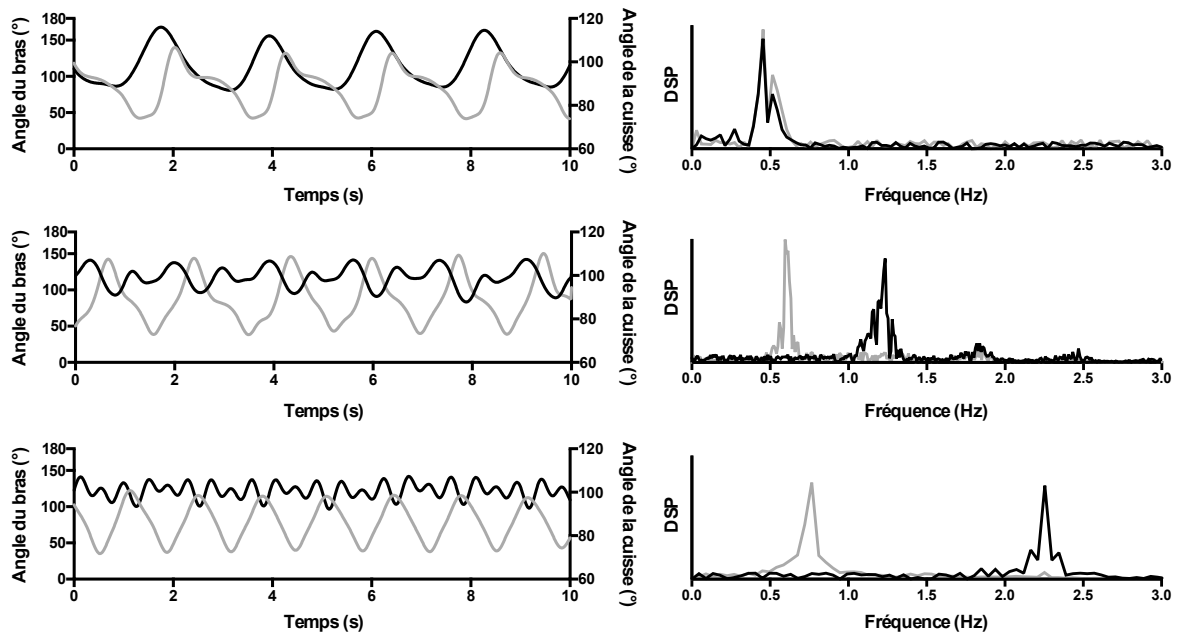 Angle du bras (°)
180
150
100
50
0
0 2 4 6 8 10
Temps (s)
120
100
80
60
Angle de la cuisse (°)
DSP
0.0 0.5 1.0 1.5 2.0 2.5 3.0
Fréquence (Hz)
Angle du bras (°)
180
150
100
50
0
0 2 4 6 8 10
Temps (s)
120
100
80
60
Angle de la cuisse (°)
DSP
0.0 0.5 1.0 1.5 2.0 2.5 3.0
Fréquence (Hz)
Angle du bras (°)
180
150
100
50
0
0 2 4 6 8 10
Temps (s)
120
100
80
60
Angle de la cuisse (°)
DSP
0.0 0.5 1.0 1.5 2.0 2.5 3.0
Fréquence (Hz)